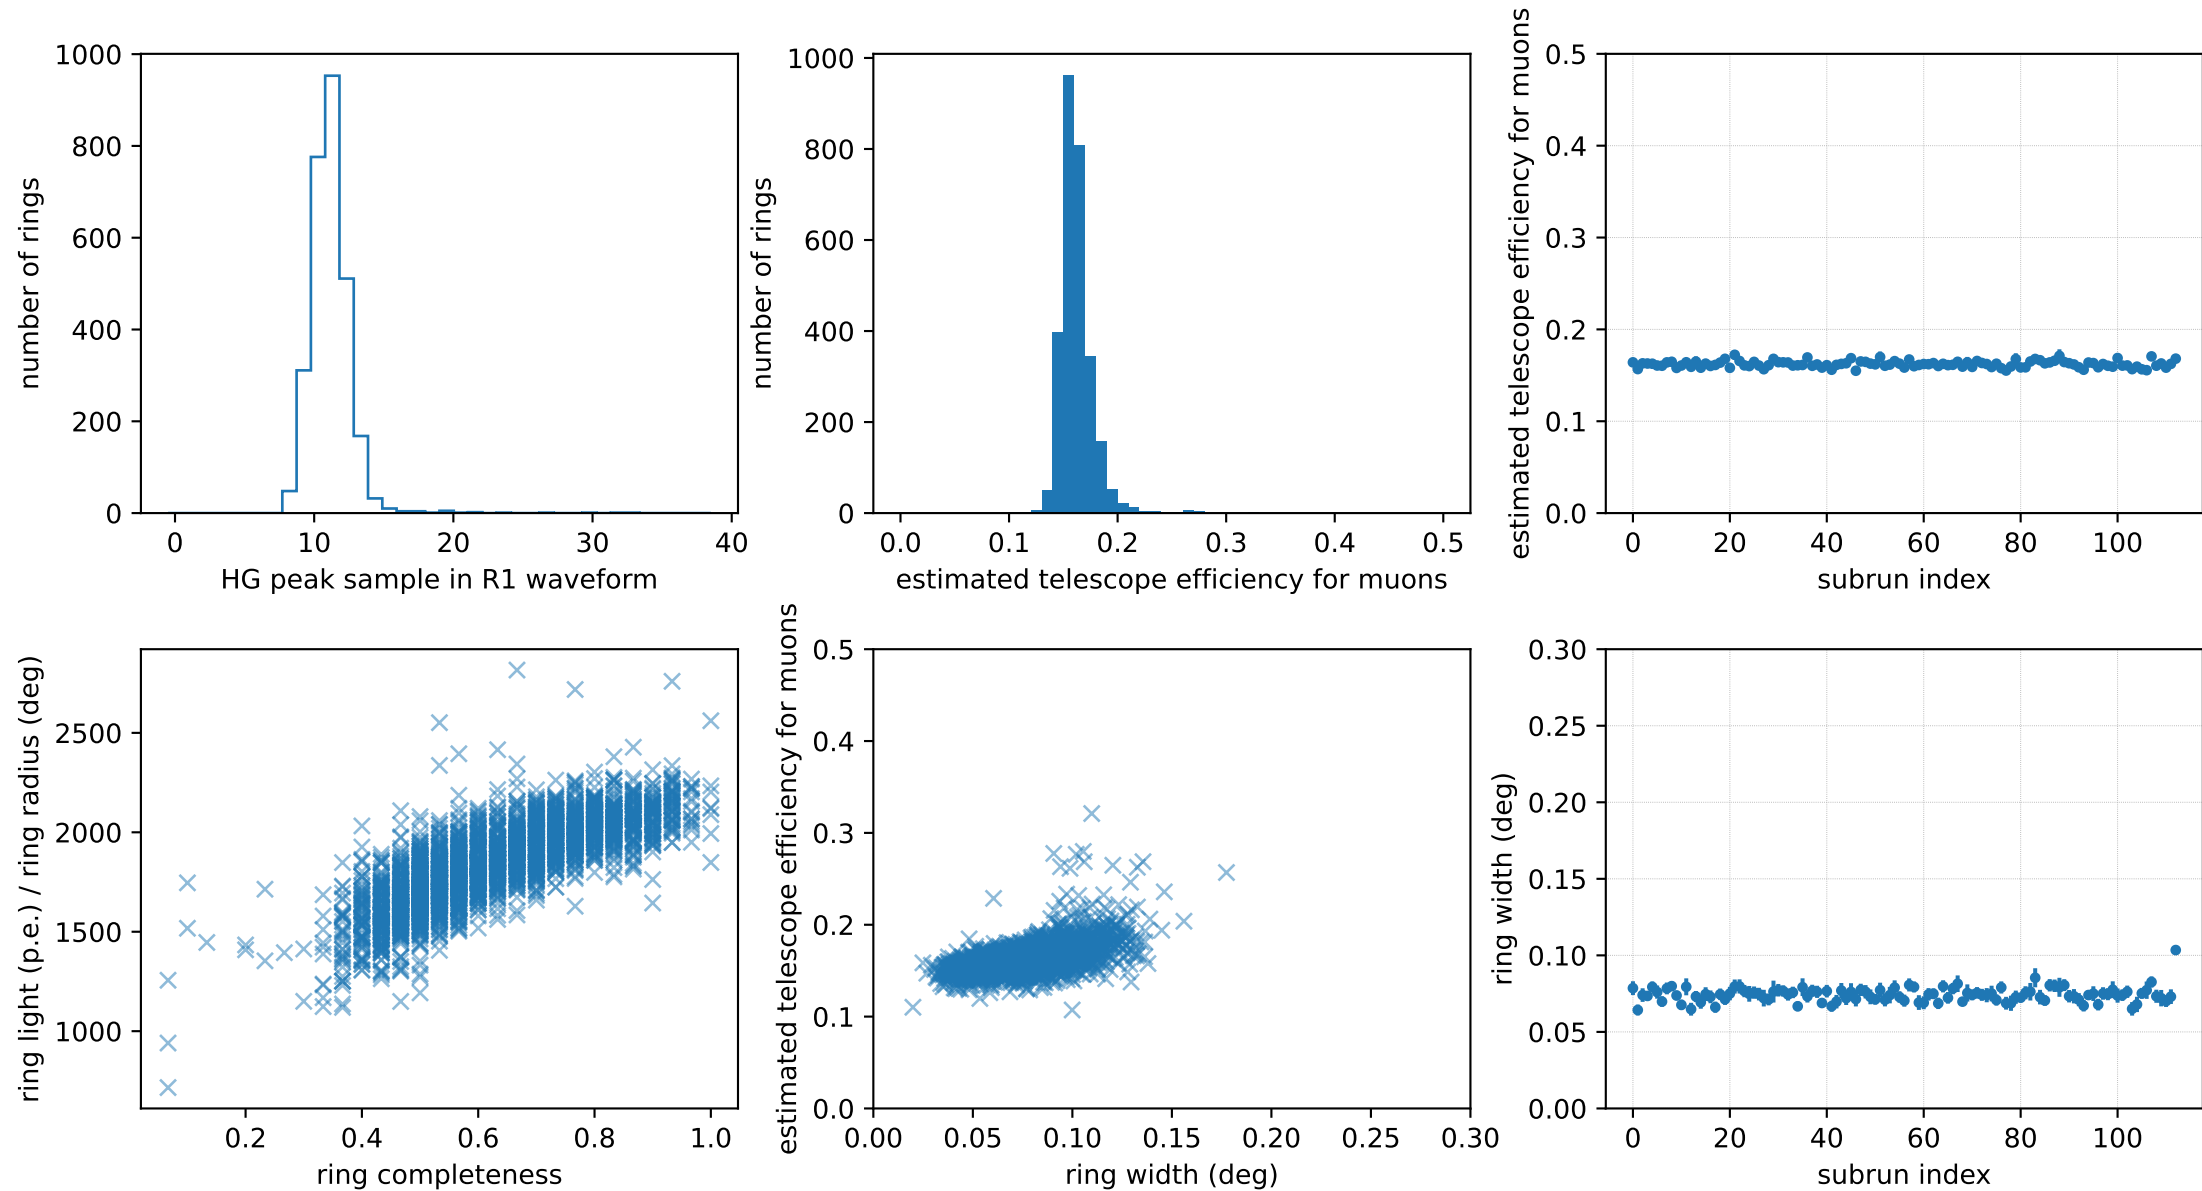 1000
800
600
400
200
0
number of rings
0 10 20 30 40
HG peak sample in R1 waveform
1000
800
600
400
200
0
number of rings
0.0 0.1 0.2 0.3 0.4 0.5
estimated telescope efficiency for muons
0.5
0.4
0.3
0.2
0.1
0.0
estimated telescope efficiency for muons
0 20 40 60 80 100
subrun index
2500
2000
1500
1000
ring light (p.e.) / ring radius (deg)
0.2 0.4 0.6 0.8 1.0
ring completeness
0.5
0.4
0.3
0.2
0.1
0.0
estimated telescope efficiency for muons
0.00 0.05 0.10 0.15 0.20 0.25 0.30
ring width (deg)
0.30
0.25
0.20
0.15
0.10
0.05
0.00
ring width (deg)
0 20 40 60 80 100
subrun index